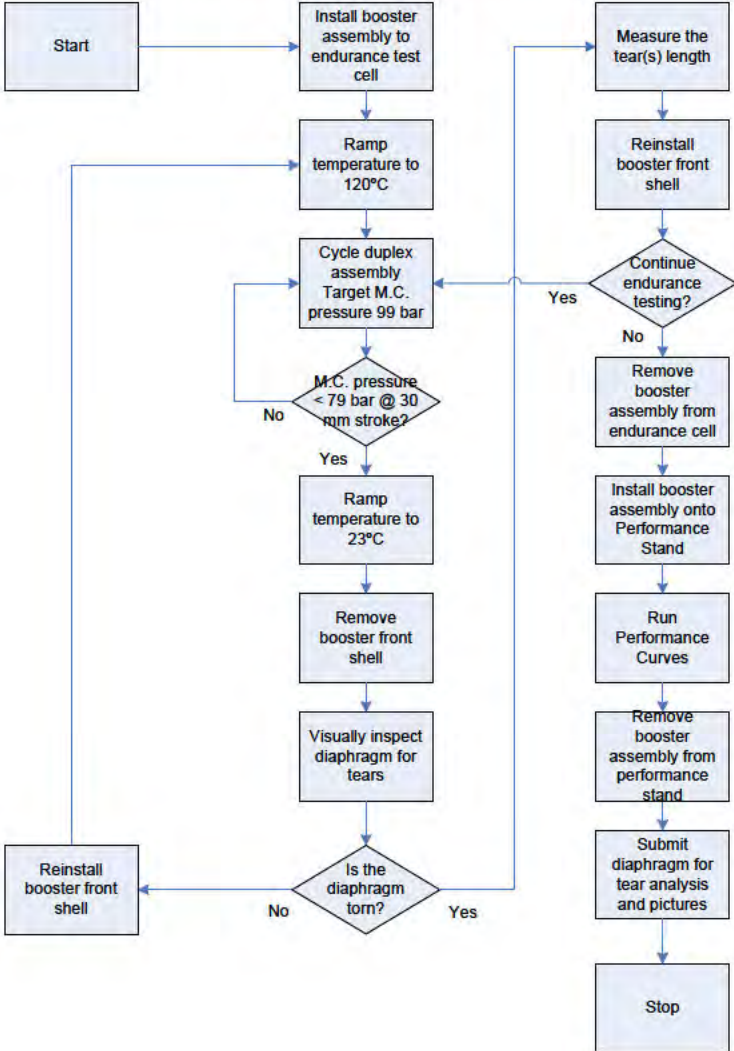 Start
Install booster
assembly to
endurance test
cell
Ramp
temperature to
120ºC
Cycle duplex
assembly
Target M.C.
pressure 99 bar
M.C. pressure
< 79 bar @ 30
mm stroke?
No
Yes
Ramp
temperature to
23ºC
Remove
booster front
shell
Visually inspect
diaphragm for
tears
Is the
diaphragm
torn?
No
Yes
Reinstall
booster front
shell
Measure the
tear(s) length
Reinstall
booster front
shell
Continue
endurance
testing?
Yes
No
Remove
booster
assembly from
endurance cell
Install booster
assembly onto
Performance
Stand
Run
Performance
Curves
Remove
booster
assembly from
performance
stand
Submit
diaphragm for
tear analysis
and pictures
Stop